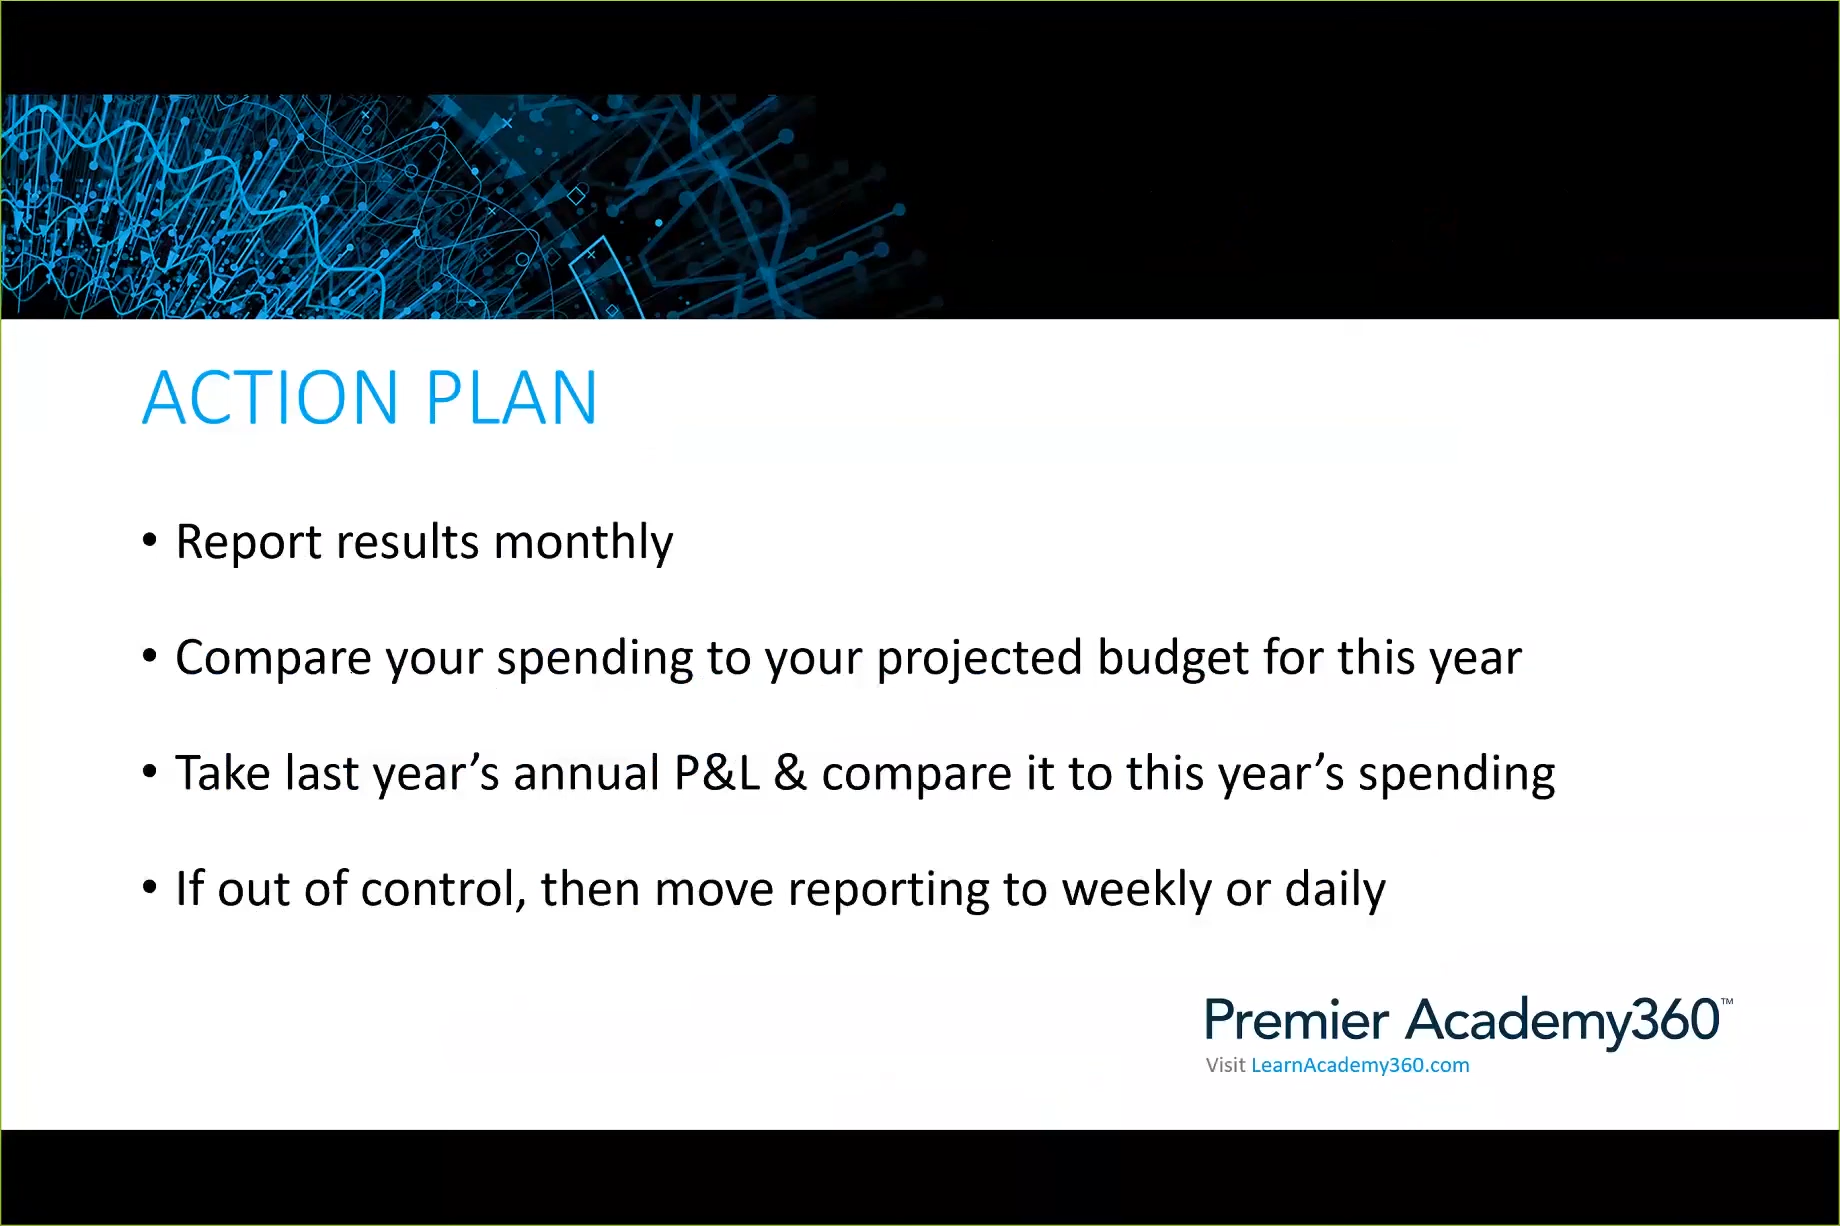 ACTION PLAN
• Report results monthly
• Compare your spending to your projected budget for this year
• Take last year’s annual P&L & compare it to this year’s spending
• If out of control, then move reporting to weekly or daily
Premier Academy360™
Visit LearnAcademy360.com